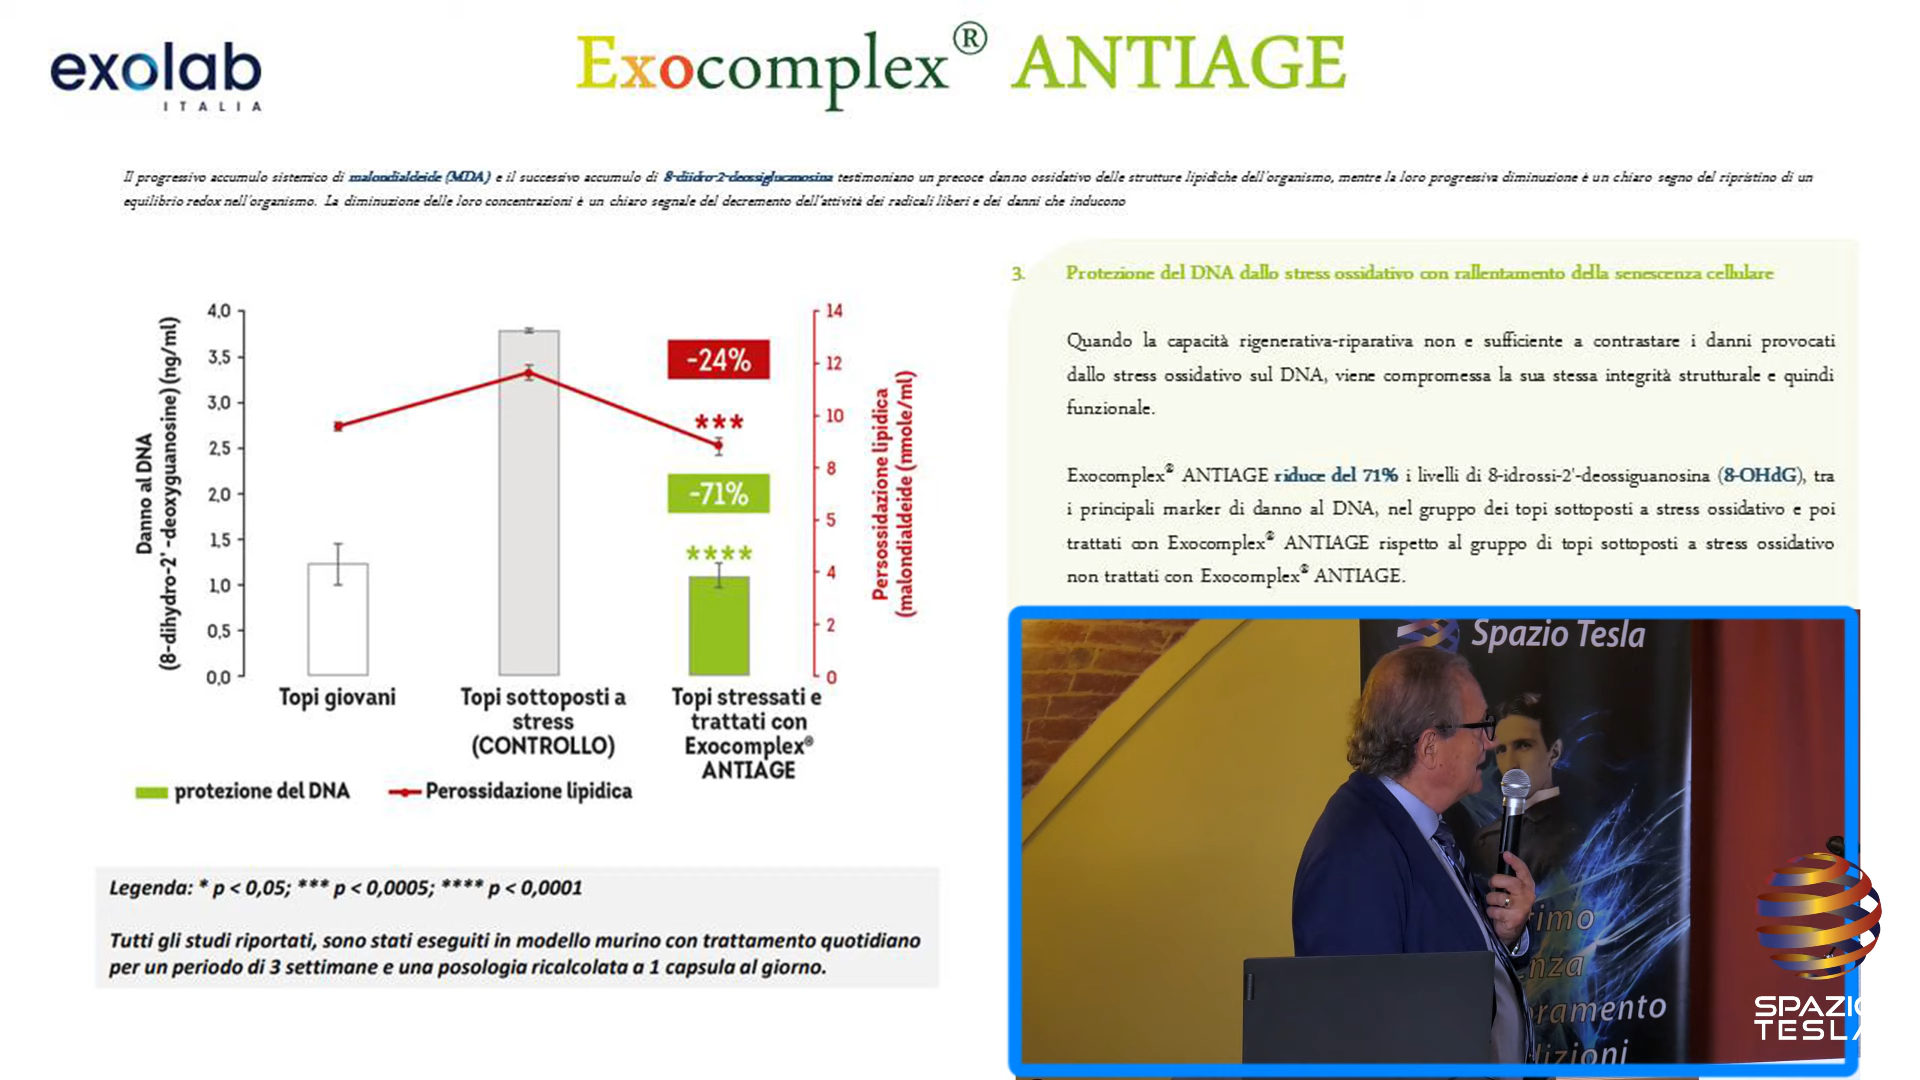 exolab
ITALIA
Exocomplex® ANTIAGE
Il progressivo accumulo sistemico di malondialdeide (MDA) e il successivo accumulo di 8-diidro-2-deossiglucanosina testimoniano un precoce danno ossidativo delle strutture lipidiche dell'organismo, mentre la loro progressiva diminuzione è un chiaro segno del ripristino di un
equilibrio redox nell'organismo. La diminuzione delle loro concentrazioni è un chiaro segnale del decremento dell'attività dei radicali liberi e dei danni che inducono
Danno al DNA
(8-dihydro-2' -deoxyguanosine) (ng/ml)
4,0
3,5
3,0
2,5
2,0
1,5
1,0
0,5
0,0
-24%
***
-71%
****
14
12
10
8
5
4
2
0
Perossidazione lipidica
(malondialdeide (nmole/ml)
Topi giovani
Topi sottoposti a
stress
(CONTROLLO)
Topi stressati e
trattati con
Exocomplex®
ANTIAGE
protezione del DNA
Perossidazione lipidica
Legenda: * p < 0,05; *** p < 0,0005; **** p < 0,0001
Tutti gli studi riportati, sono stati eseguiti in modello murino con trattamento quotidiano
per un periodo di 3 settimane e una posologia ricalcolata a 1 capsula al giorno.
3. Protezione del DNA dallo stress ossidativo con rallentamento della senescenza cellulare
Quando la capacità rigenerativa-riparativa non e sufficiente a contrastare i danni provocati
dallo stress ossidativo sul DNA, viene compromessa la sua stessa integrità strutturale e quindi
funzionale.
Exocomplex® ANTIAGE riduce del 71% i livelli di 8-idrossi-2'-deossiguanosina (8-OHdG), tra
i principali marker di danno al DNA, nel gruppo dei topi sottoposti a stress ossidativo e poi
trattati con Exocomplex® ANTIAGE rispetto al gruppo di topi sottoposti a stress ossidativo
non trattati con Exocomplex® ANTIAGE.
Spazio Tesla
rimo
nza
ramento
dizioni
SPAZIO
TESLA